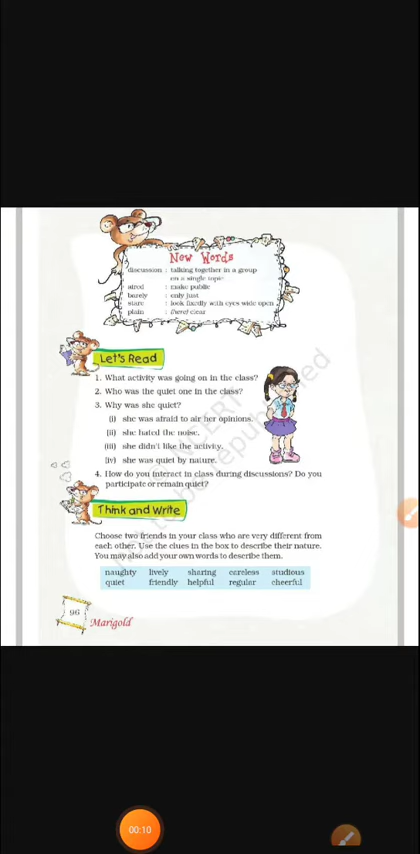 New Words
discussion : talking together in a group
on a single topic
aired : make public
barely : only just
stare : look fixedly with eyes wide open
plain : (here) clear
Let's Read
1. What activity was going on in the class?
2. Who was the quiet one in the class?
3. Why was she quiet?
(i) she was afraid to air her opinions.
(ii) she hated the noise.
(iii) she didn't like the activity.
(iv) she was quiet by nature.
4. How do you interact in class during discussions? Do you
participate or remain quiet?
Think and Write
Choose two friends in your class who are very different from
each other. Use the clues in the box to describe their nature.
You may also add your own words to describe them.
naughty lively sharing careless studious
quiet friendly helpful regular cheerful
96
Marigold
00:10